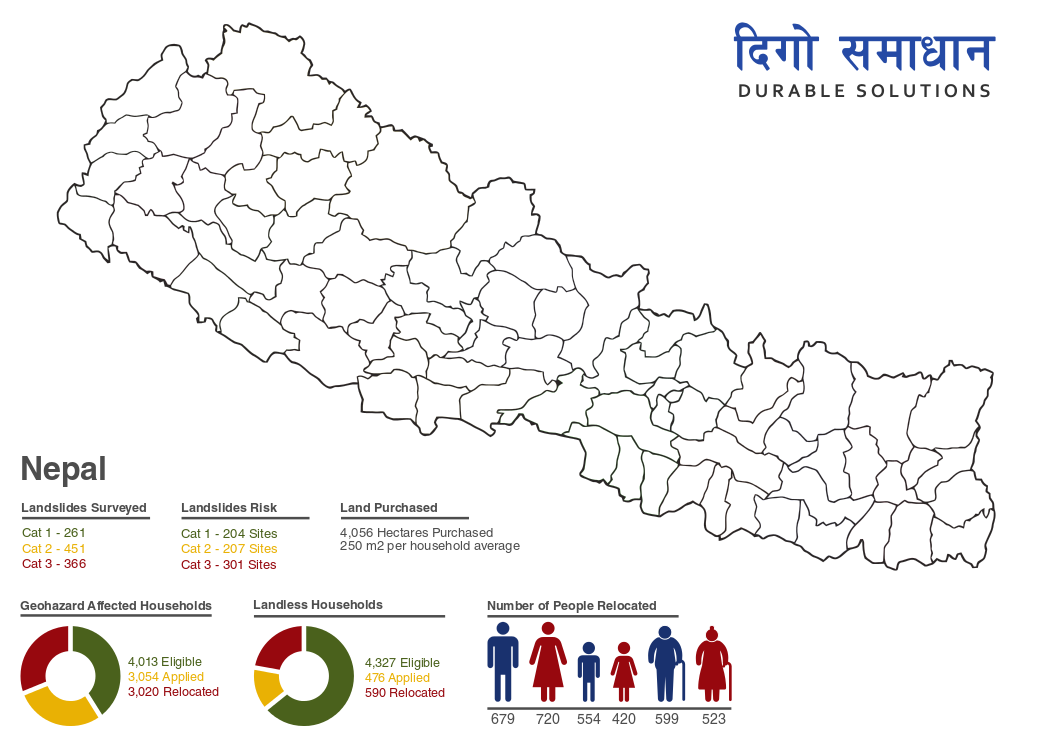 दिगो समाधान
DURABLE SOLUTIONS
Nepal
Landslides Surveyed
Cat 1 - 261
Cat 2 - 451
Cat 3 - 366
Landslides Risk
Cat 1 - 204 Sites
Cat 2 - 207 Sites
Cat 3 - 301 Sites
Land Purchased
4,056 Hectares Purchased
250 m2 per household average
Geohazard Affected Households
4,013 Eligible
3,054 Applied
3,020 Relocated
Landless Households
4,327 Eligible
476 Applied
590 Relocated
Number of People Relocated
679 720 554 420 599 523